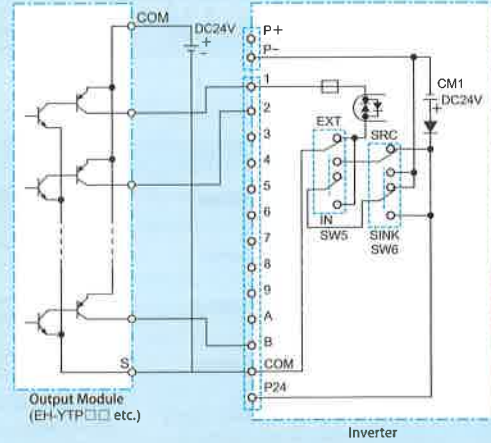 COM
DC24V
+
−
S
Output Module
(EH-YTP□□ etc.)
P+
P−
1
2
3
4
5
6
7
8
9
A
B
COM
P24
EXT
IN
SW5
SRC
SINK
SW6
CM1
+
DC24V
Inverter